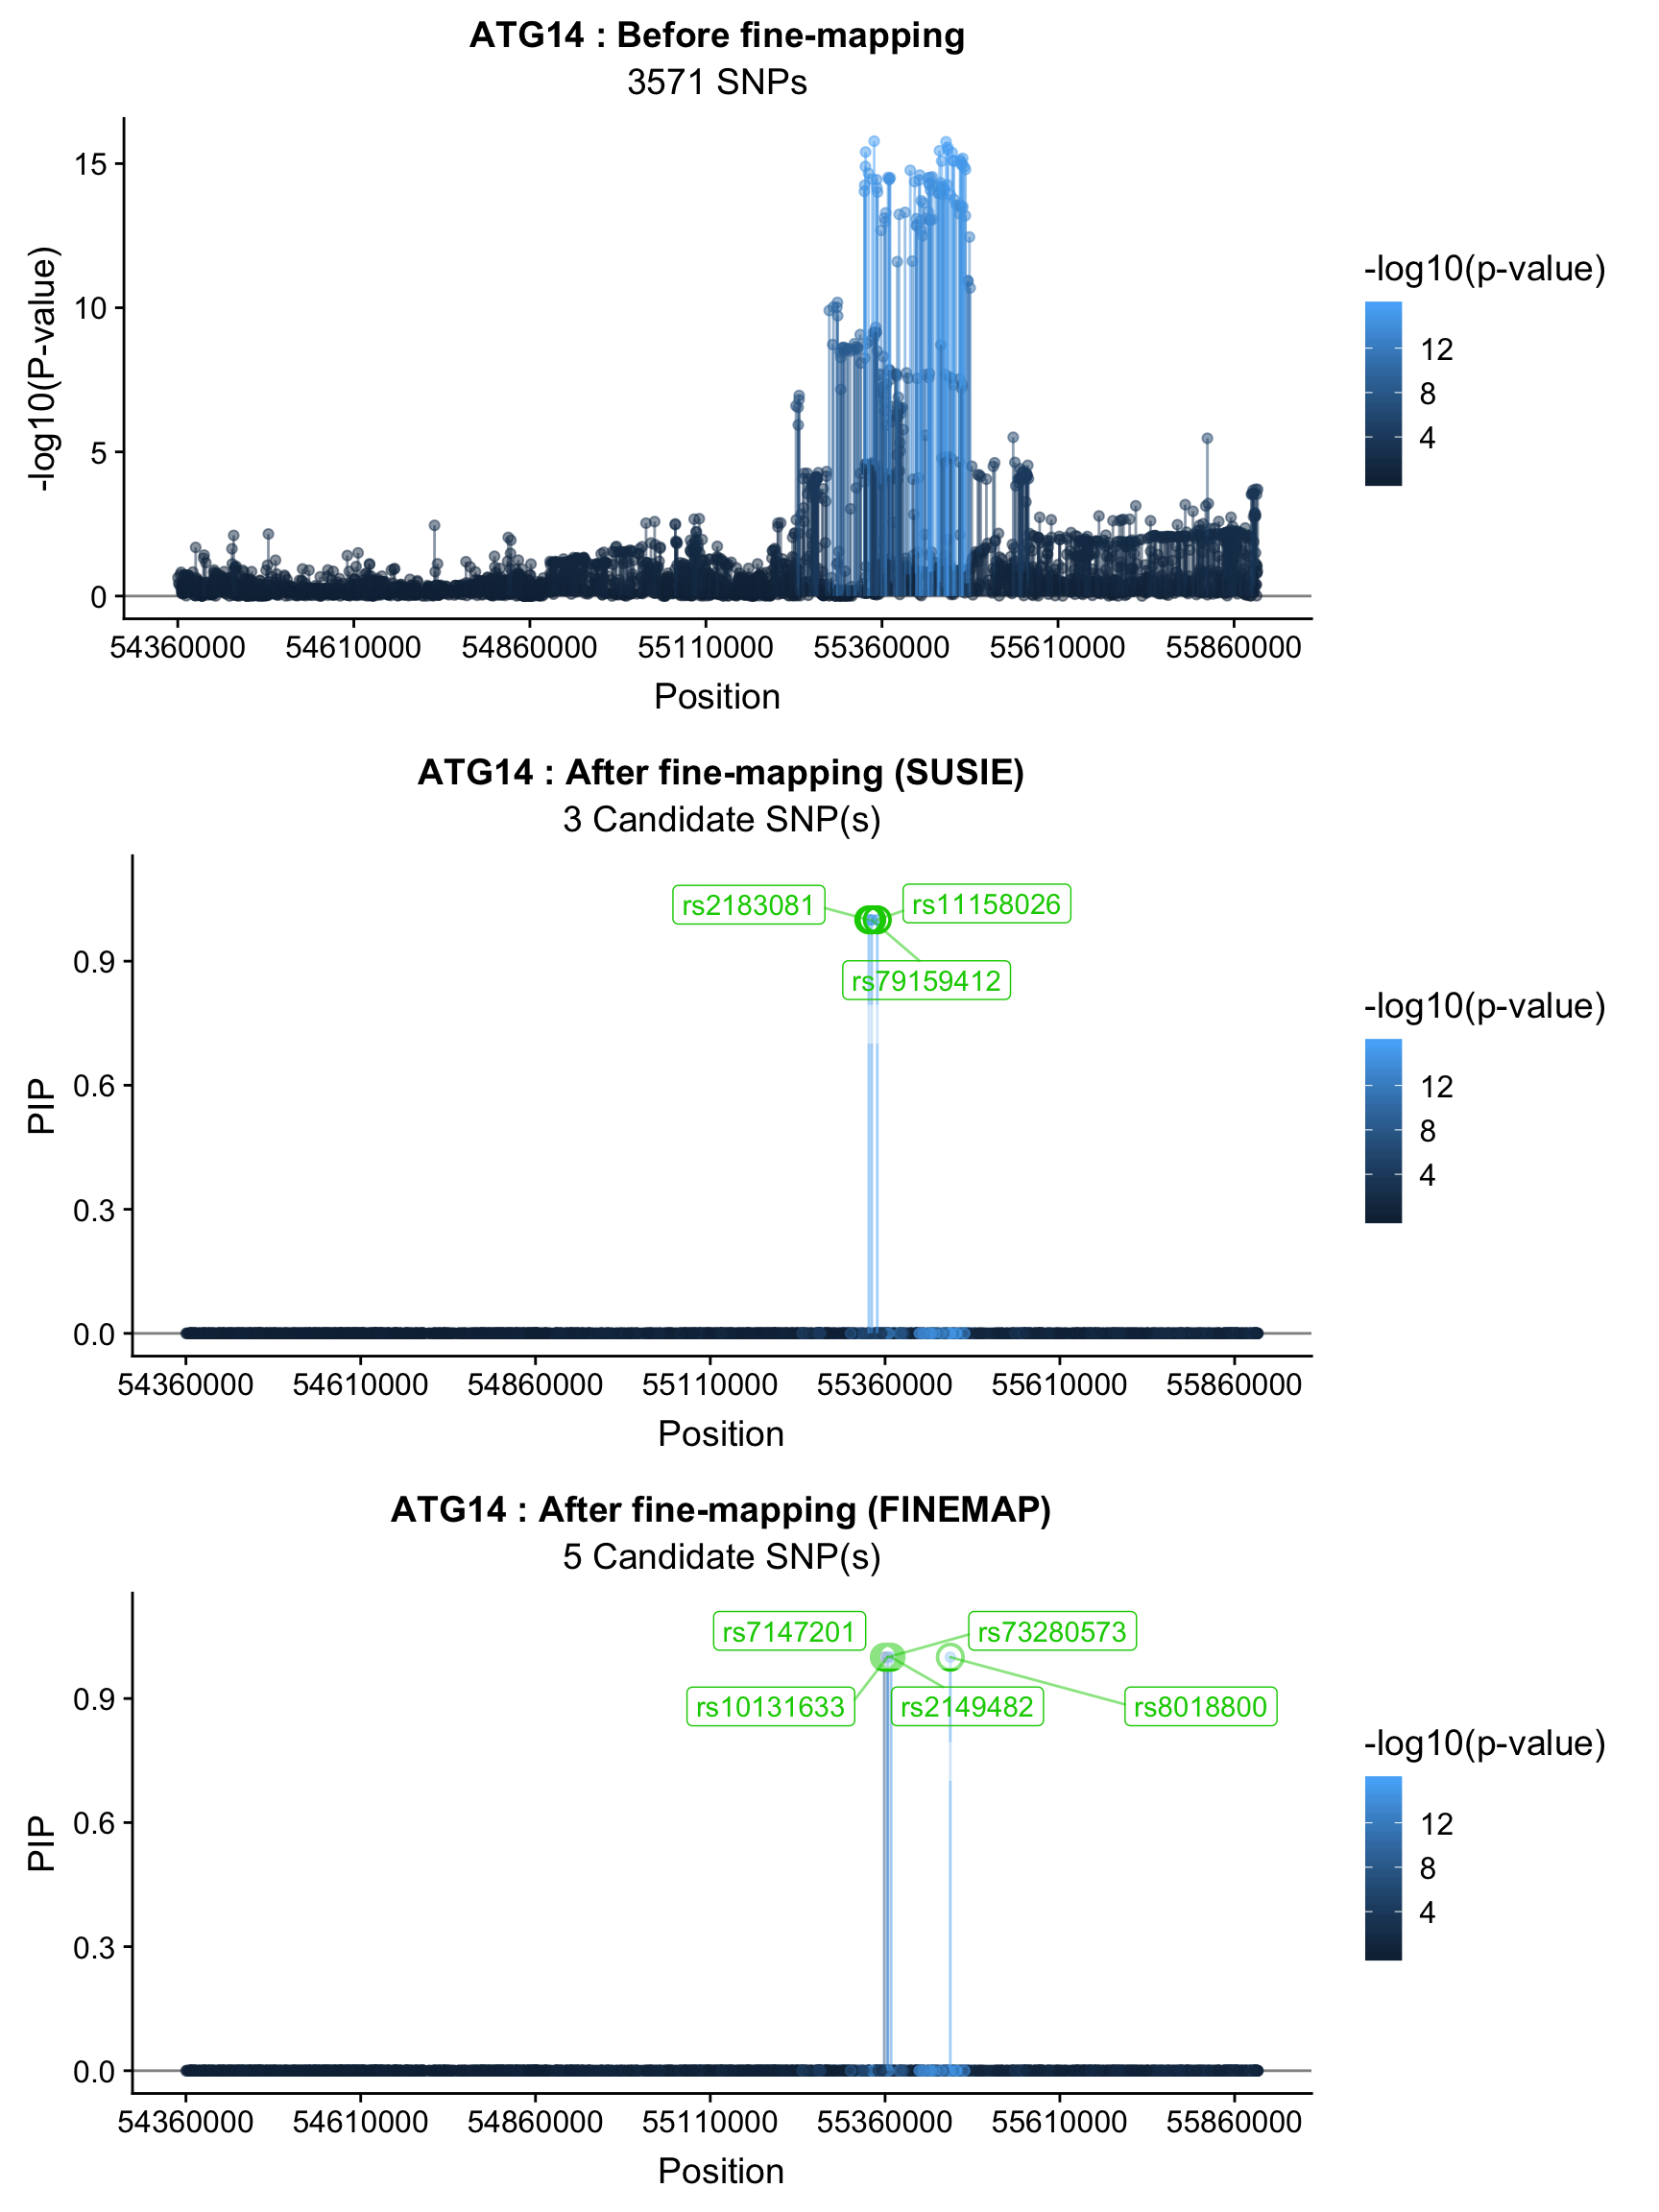 ATG14 : Before fine-mapping
3571 SNPs
-log10(P-value)
15
10
5
0
54360000 54610000 54860000 55110000 55360000 55610000 55860000
Position
-log10(p-value)
12
8
4
ATG14 : After fine-mapping (SUSIE)
3 Candidate SNP(s)
rs2183081 rs11158026
rs79159412
PIP
0.9
0.6
0.3
0.0
54360000 54610000 54860000 55110000 55360000 55610000 55860000
Position
-log10(p-value)
12
8
4
ATG14 : After fine-mapping (FINEMAP)
5 Candidate SNP(s)
rs7147201 rs73280573
rs10131633 rs2149482 rs8018800
PIP
0.9
0.6
0.3
0.0
54360000 54610000 54860000 55110000 55360000 55610000 55860000
Position
-log10(p-value)
12
8
4